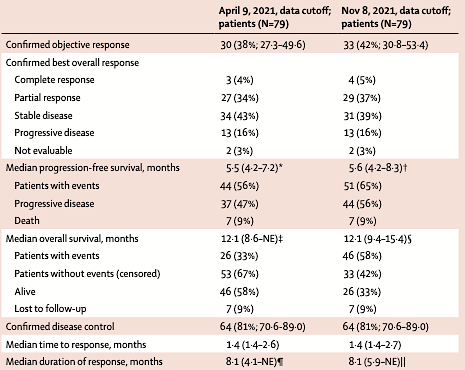 April 9, 2021, data cutoff; patients (N=79) Nov 8, 2021, data cutoff; patients (N=79)
Confirmed objective response 30 (38%; 27·3–49·6) 33 (42%; 30·8–53·4)
Confirmed best overall response
Complete response 3 (4%) 4 (5%)
Partial response 27 (34%) 29 (37%)
Stable disease 34 (43%) 31 (39%)
Progressive disease 13 (16%) 13 (16%)
Not evaluable 2 (3%) 2 (3%)
Median progression-free survival, months 5·5 (4·2–7·2)* 5·6 (4·2–8·3)†
Patients with events 44 (56%) 51 (65%)
Progressive disease 37 (47%) 44 (56%)
Death 7 (9%) 7 (9%)
Median overall survival, months 12·1 (8·6–NE)‡ 12·1 (9·4–15·4)§
Patients with events 26 (33%) 46 (58%)
Patients without events (censored) 53 (67%) 33 (42%)
Alive 46 (58%) 26 (33%)
Lost to follow-up 7 (9%) 7 (9%)
Confirmed disease control 64 (81%; 70·6–89·0) 64 (81%; 70·6–89·0)
Median time to response, months 1·4 (1·4–2·6) 1·4 (1·4–2·7)
Median duration of response, months 8·1 (4·1–NE)¶ 8·1 (5·9–NE)||